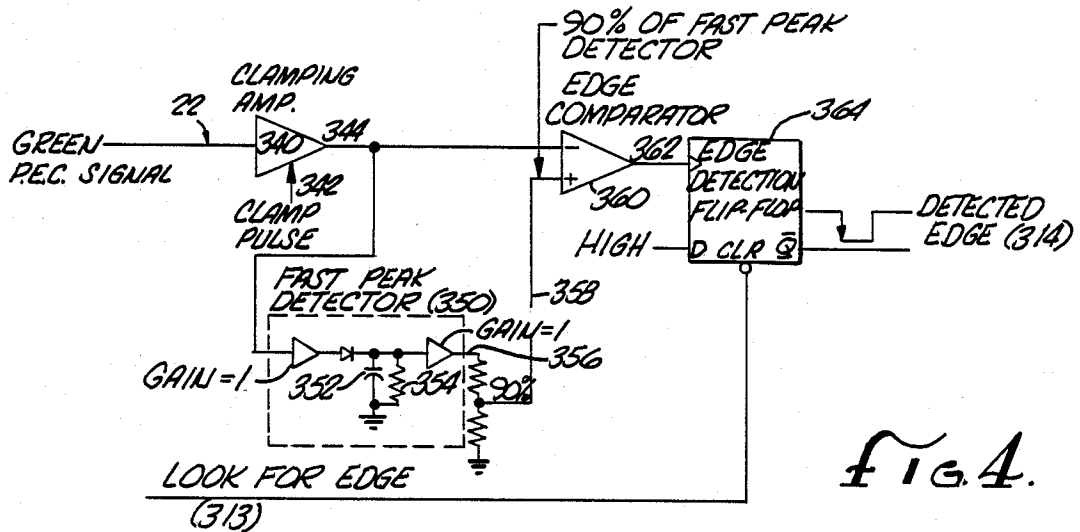 90% OF FAST PEAK
DETECTOR
CLAMPING
AMP.
EDGE
COMPARATOR
22
340
344
342
GREEN
P.E.C. SIGNAL
CLAMP
PULSE
362
360
364
EDGE
DETECTION
FLIP-FLOP
HIGH
D CLR Q̅
DETECTED
EDGE (314)
FAST PEAK
DETECTOR (350)
358
GAIN=1
356
GAIN=1
352
354
90%
LOOK FOR EDGE
(313)
fig. 4.